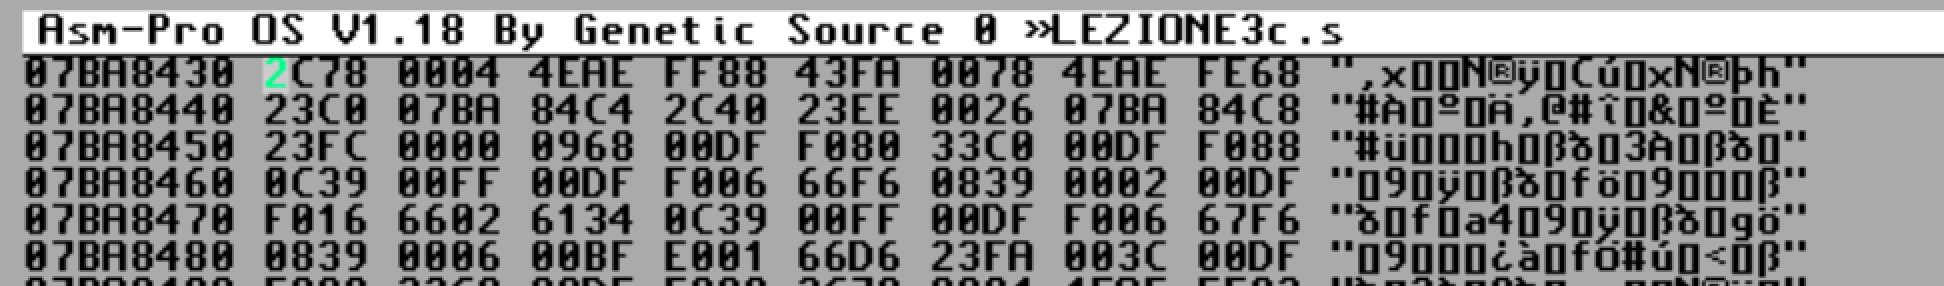 Asm-Pro OS V1.18 By Genetic Source 0 »LEZIONE3c.s
07BA8430 2C78 0004 4EAE FF88 43FA 0078 4EAE FE68 ",x▯▯N®ÿ▯Cú▯xN®þh"
07BA8440 23C0 07BA 84C4 2C40 23EE 0026 07BA 84C8 "#À▯º▯Ä,@#î▯&▯º▯È"
07BA8450 23FC 0000 0968 00DF F080 33C0 00DF F088 "#ü▯▯▯h▯ßð▯3À▯ßð▯"
07BA8460 0C39 00FF 00DF F006 66F6 0839 0002 00DF "▯9▯ÿ▯ßð▯fö▯9▯▯▯ß"
07BA8470 F016 6602 6134 0C39 00FF 00DF F006 67F6 "ð▯f▯a4▯9▯ÿ▯ßð▯gö"
07BA8480 0839 0006 00BF E001 66D6 23FA 003C 00DF "▯9▯▯▯¿à▯fÖ#ú▯<▯ß"